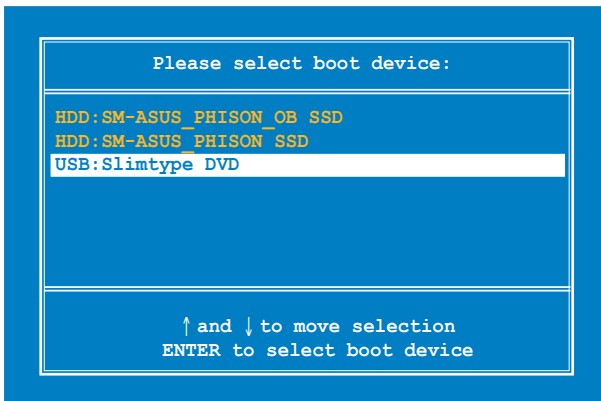 Please select boot device:
HDD:SM-ASUS_PHISON_OB SSD
HDD:SM-ASUS_PHISON SSD
USB:Slimtype DVD
↑ and ↓ to move selection
ENTER to select boot device